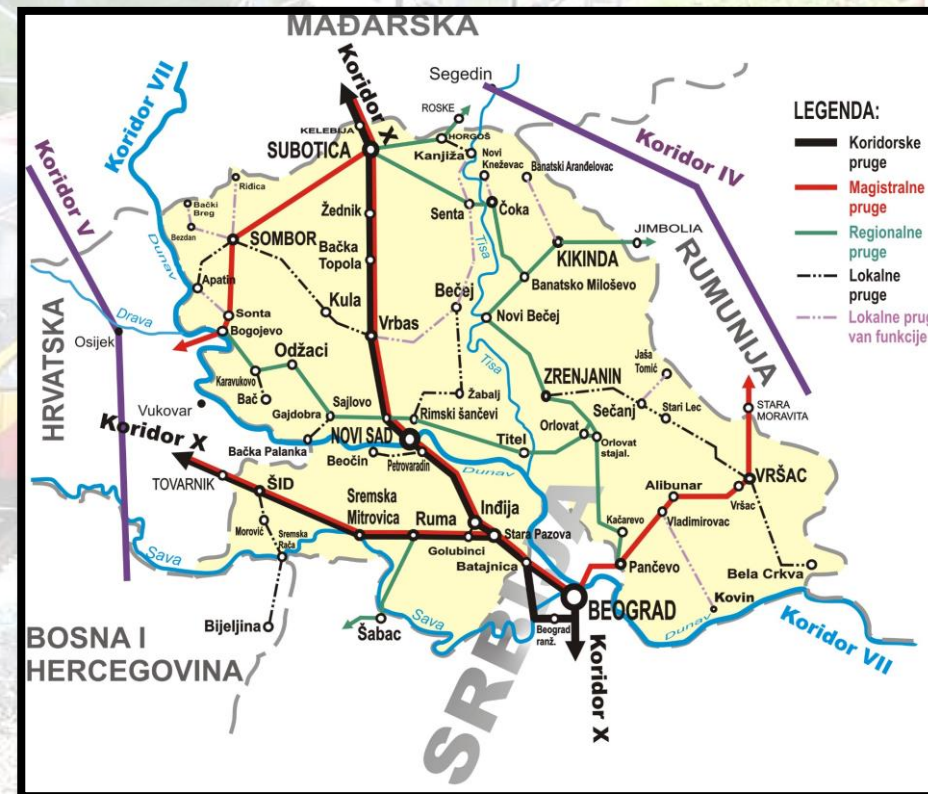 MAĐARSKA
Koridor X
Koridor VII
Segedin
ROSKE
KELEBIJA
HORGOŠ
SUBOTICA
Kanjiža
Novi
Kneževac
Banatski Aranđelovac
Koridor IV
Koridor V
Ridica
Bački
Breg
Bezdan
Dunav
Žednik
Senta
Čoka
Tisa
JIMBOLIA
SOMBOR
Bačka
Topola
KIKINDA
Banatsko Miloševo
RUMUNIJA
Apatin
Kula
Bečej
Sonta
Drava
Bogojevo
Vrbas
Novi Bečej
Osijek
HRVATSKA
Odžaci
Tisa
Jaša
Tomić
Karavukovo
Bač
Žabalj
ZRENJANIN
Sečanj
Stari Lec
STARA
MORAVITA
Vukovar
Gajdobra
Sajlovo
Rimski šančevi
Orlovat
Orlovat
stajal.
Koridor X
Bačka Palanka
NOVI SAD
Titel
Beočin
Petrovaradin
Dunav
TOVARNIK
ŠID
Alibunar
VRŠAC
Vršac
Sremska
Mitrovica
Ruma
Inđija
Vladimirovac
Morović
Sremska
Rača
Golubinci
Stara Pazova
Kačarevo
Batajnica
Pančevo
Bela Crkva
Sava
Bijeljina
Šabac
Sava
Beograd
ranž.
BEOGRAD
Kovin
Dunav
Koridor VII
BOSNA I
HERCEGOVINA
SRBIJA
Koridor X
LEGENDA:
Koridorske
pruge
Magistralne
pruge
Regionalne
pruge
Lokalne
pruge
Lokalne prug
van funkcije